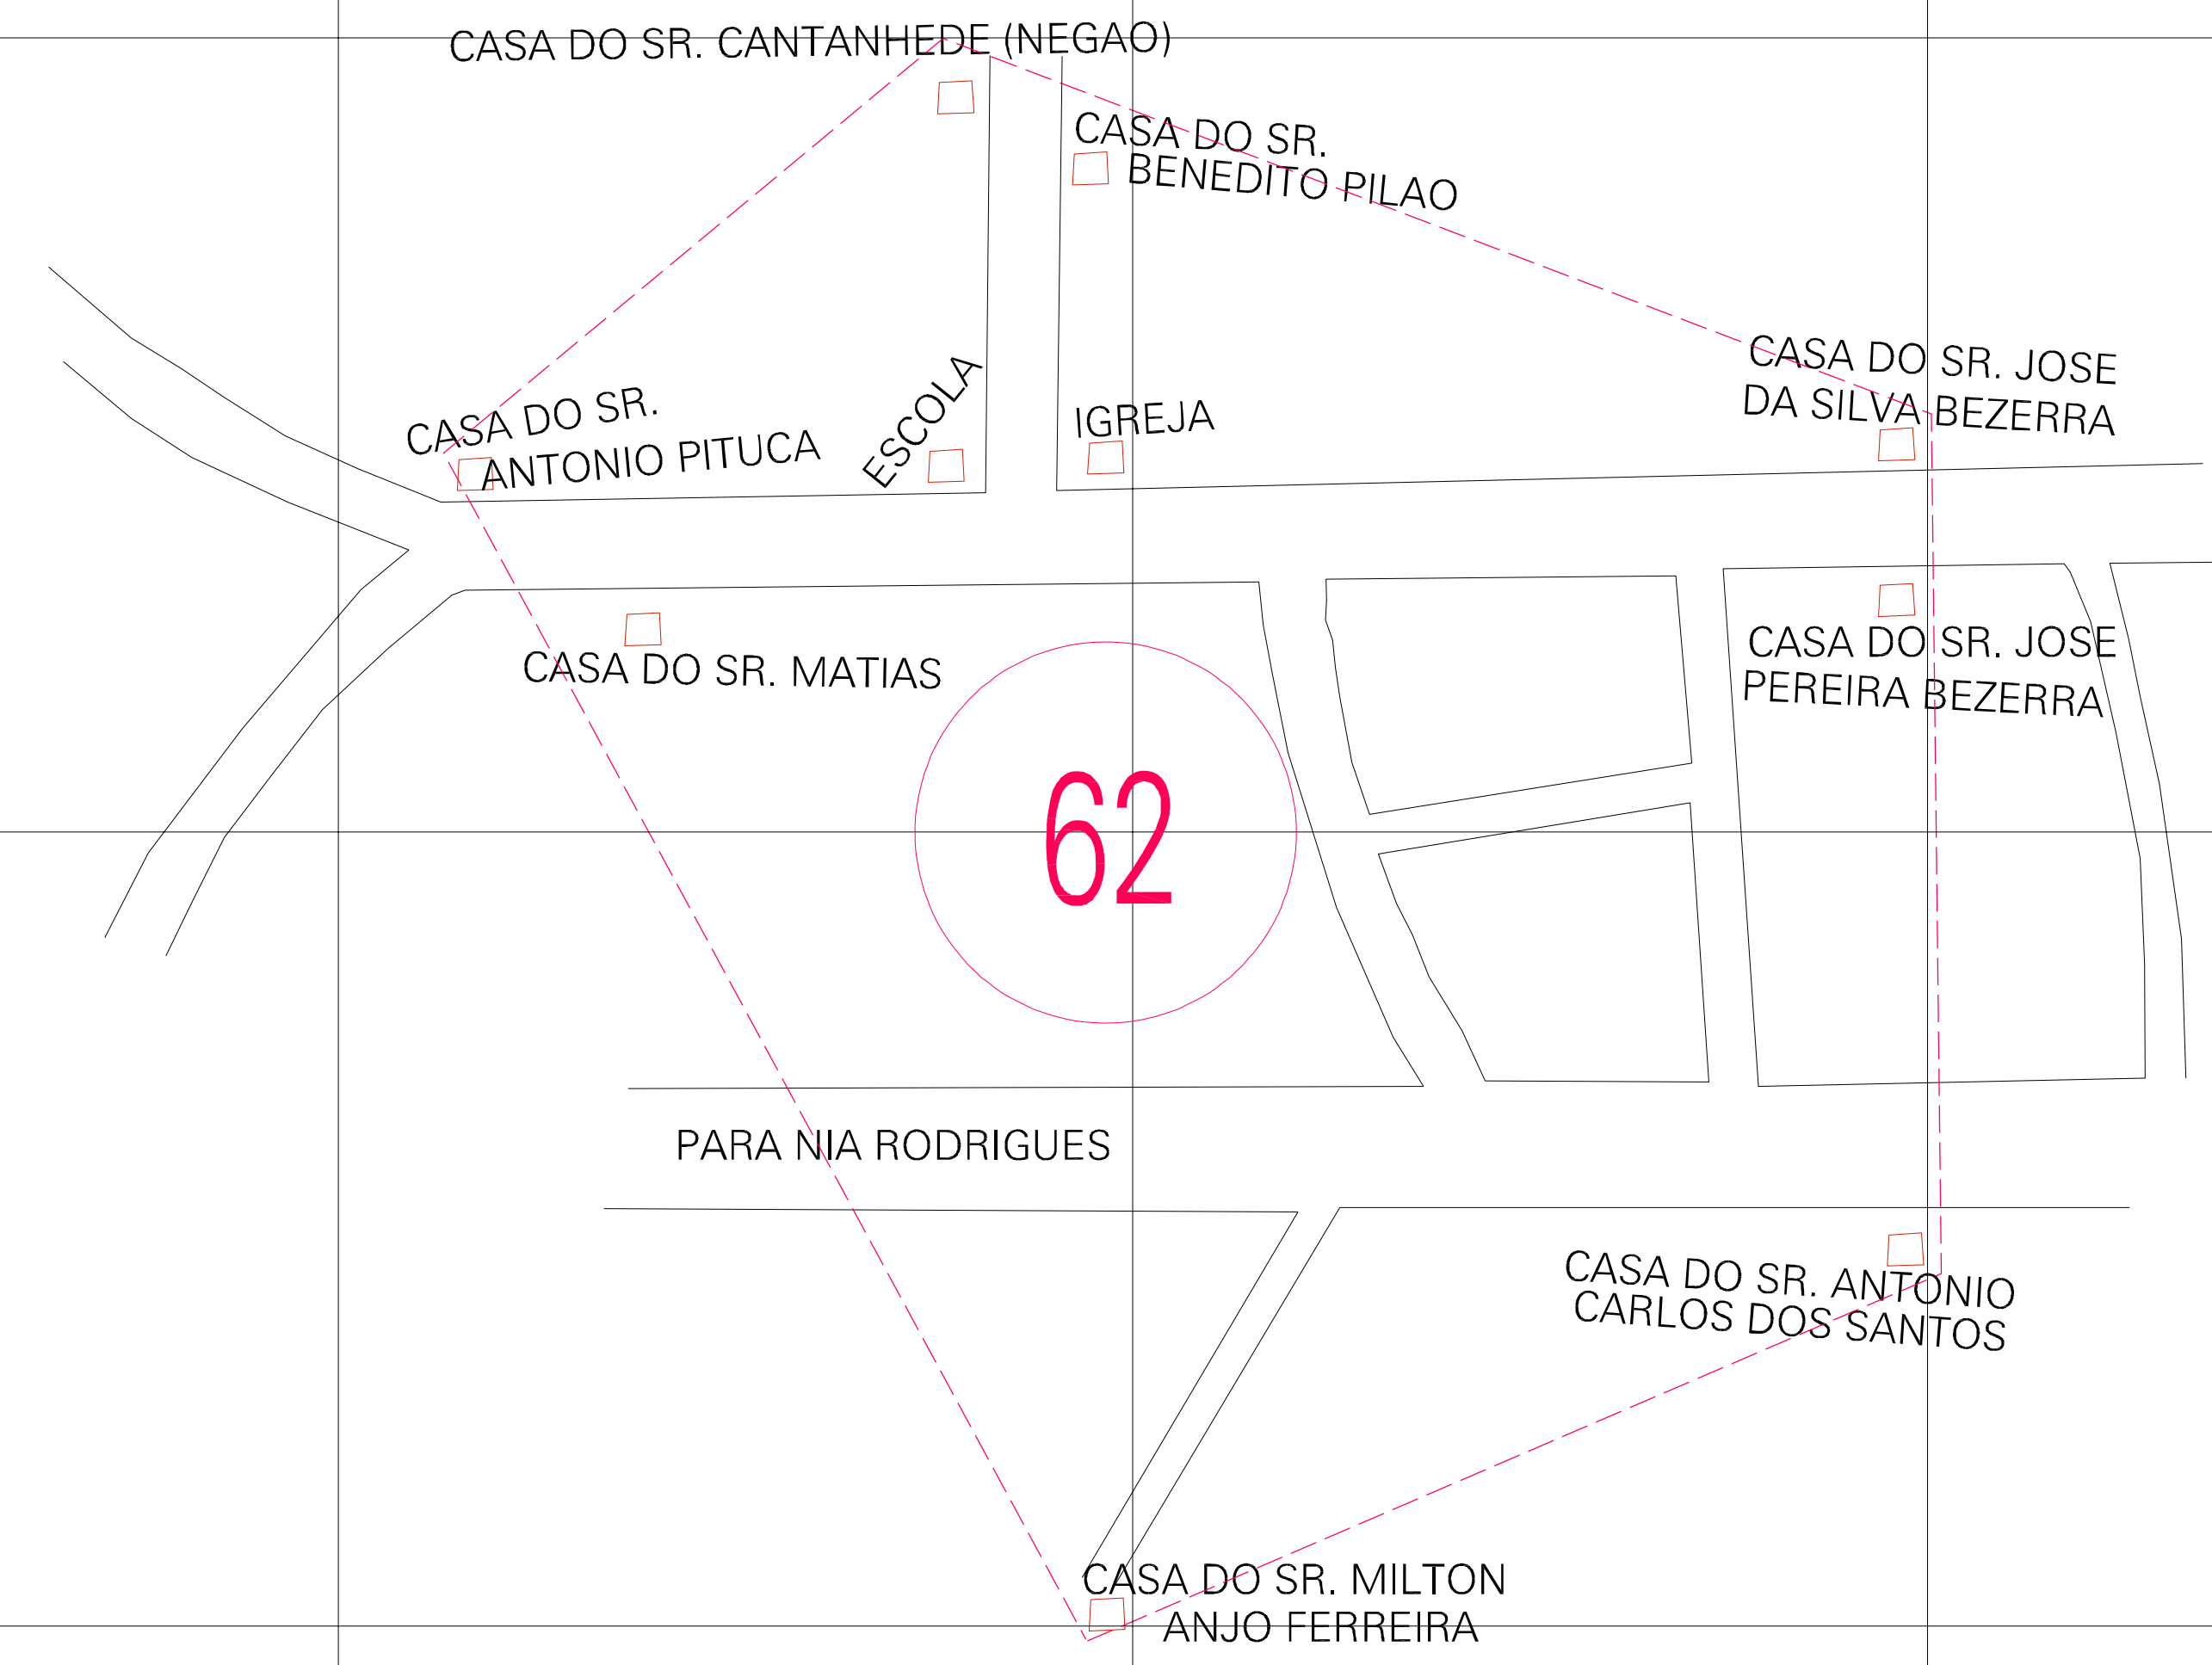 CASA DO SR. CANTANHEDE (NEGAO)
CASA DO SR.
BENEDITO PILAO
CASA DO SR. JOSE
DA SILVA BEZERRA
CASA DO SR.
ANTONIO PITUCA
ESCOLA
IGREJA
CASA DO SR. MATIAS
CASA DO SR. JOSE
PEREIRA BEZERRA
62
PARA NIA RODRIGUES
CASA DO SR. ANTONIO
CARLOS DOS SANTOS
CASA DO SR. MILTON
ANJO FERREIRA